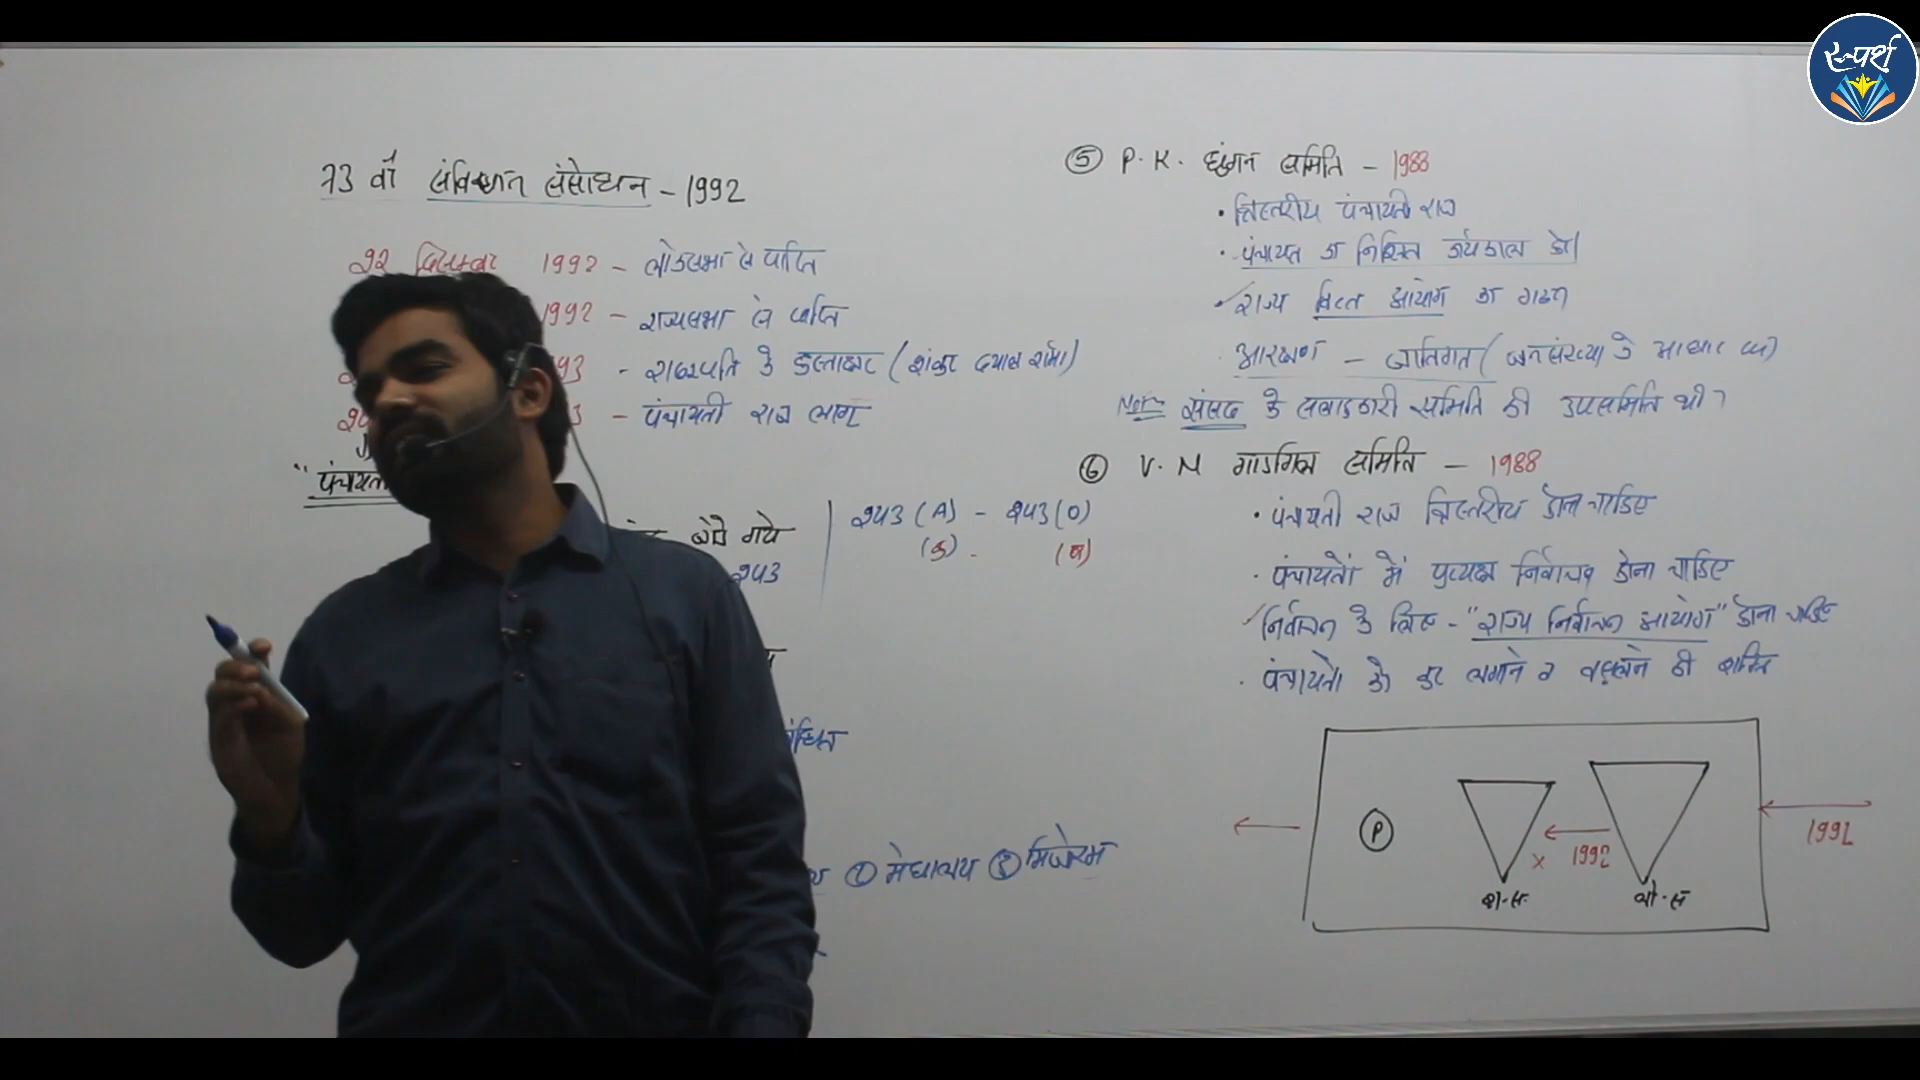 स्पर्श
73 वाँ संविधान संसोधन - 1992
22 दिसम्बर 1992 - लोकसभा से पारित
1992 - राज्यसभा से पारित
93 - राष्ट्रपति के हस्ताक्षर (शंकर दयाल शर्मा)
3 - पंचायती राज लागू
"पंचायती
जोड़े गये
243
243 (A) - 243 (O)
(क) - (ण)
बंधित
① मेघालय ③ मिजोरम
⑤ P. K. थुंगन समिति - 1988
• त्रिस्तरीय पंचायती राज
• पंचायत का निश्चित कार्यकाल हो।
राज्य वित्त आयोग का गठन
आरक्षण - जातिगत (जनसंख्या के आधार पर)
Note संसद के सलाहकारी समिति की उपसमिति थी?
⑥ V. N गाडगिल समिति - 1988
• पंचायती राज त्रिस्तरीय होना चाहिए
• पंचायतों में प्रत्यक्ष निर्वाचन होना चाहिए
निर्वाचन के लिए - "राज्य निर्वाचन आयोग" होना चाहिए
• पंचायतों को कर लगाने व वसूलने की शक्ति
P
× 1992
1992
रा.स.
लो.स